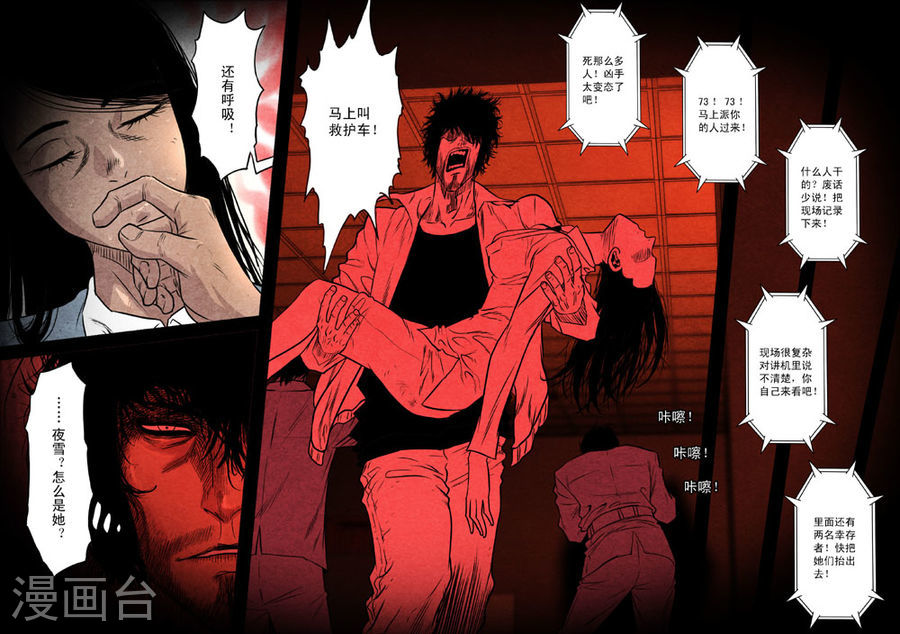 还有呼吸！
……夜雪？怎么是她？
马上叫
救护车！
死那么多
人！凶手
太变态了
吧！
73！73！
马上派你
的人过来！
什么人干
的？废话
少说！把
现场记录
下来！
现场很复杂
对讲机里说
不清楚，你
自己来看吧！
咔嚓！
咔嚓！
咔嚓！
里面还有
两名幸存
者！快把
她们抬出
去！
漫画台